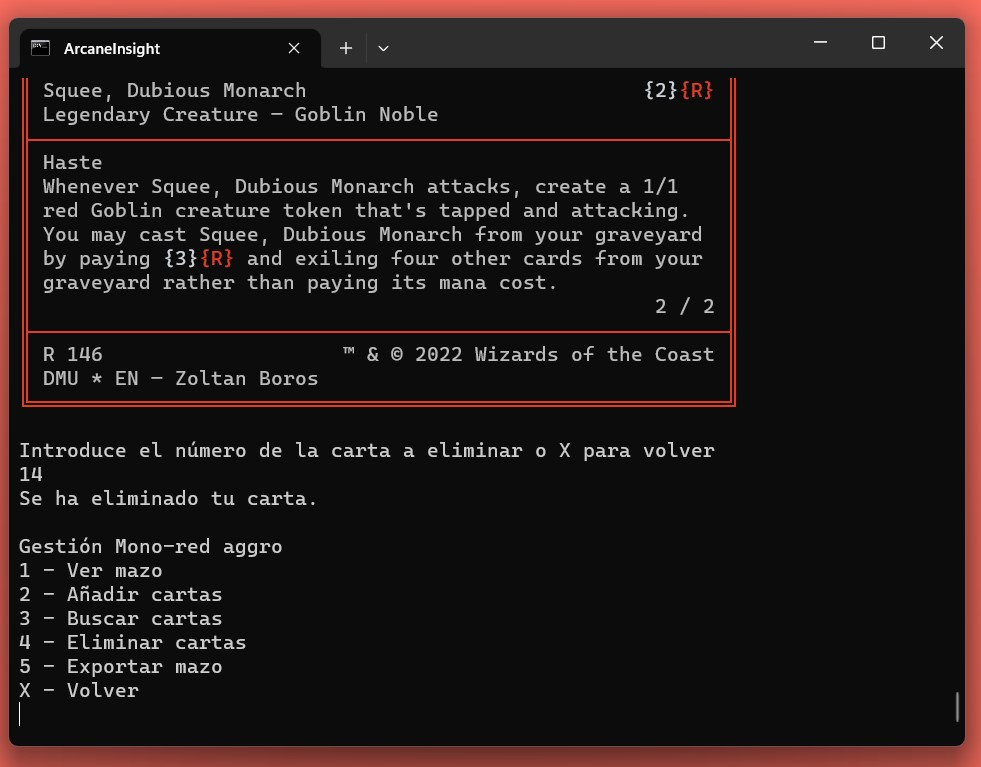 ArcaneInsight
Squee, Dubious Monarch {2}{R}
Legendary Creature — Goblin Noble
Haste
Whenever Squee, Dubious Monarch attacks, create a 1/1
red Goblin creature token that's tapped and attacking.
You may cast Squee, Dubious Monarch from your graveyard
by paying {3}{R} and exiling four other cards from your
graveyard rather than paying its mana cost.
2 / 2
R 146 ™ & © 2022 Wizards of the Coast
DMU * EN — Zoltan Boros
Introduce el número de la carta a eliminar o X para volver
14
Se ha eliminado tu carta.
Gestión Mono-red aggro
1 - Ver mazo
2 - Añadir cartas
3 - Buscar cartas
4 - Eliminar cartas
5 - Exportar mazo
X - Volver